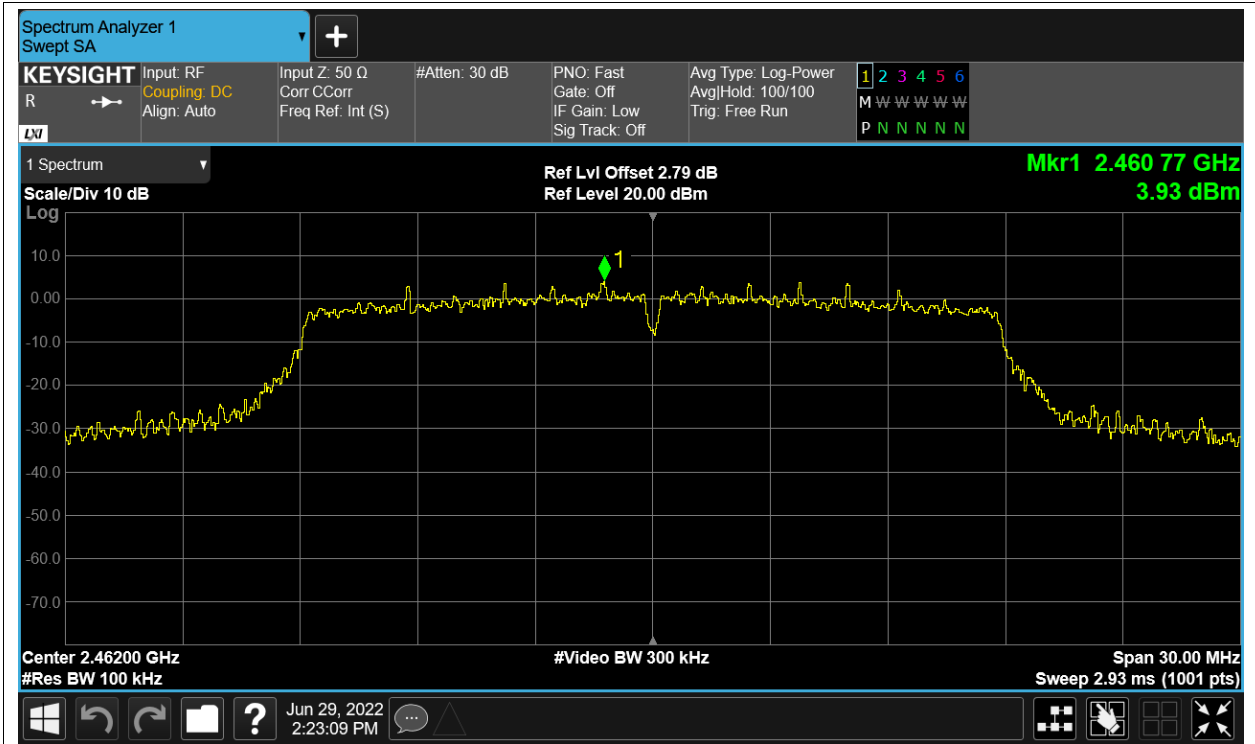 Spectrum Analyzer 1
Swept SA
KEYSIGHT
R
LXI
Input: RF
Coupling: DC
Align: Auto
Input Z: 50 Ω
Corr CCorr
Freq Ref: Int (S)
#Atten: 30 dB
PNO: Fast
Gate: Off
IF Gain: Low
Sig Track: Off
Avg Type: Log-Power
Avg|Hold: 100/100
Trig: Free Run
1 2 3 4 5 6
M W W W W W
P N N N N N
1 Spectrum
Scale/Div 10 dB
Log
Ref Lvl Offset 2.79 dB
Ref Level 20.00 dBm
Mkr1 2.460 77 GHz
3.93 dBm
1
10.0
0.00
-10.0
-20.0
-30.0
-40.0
-50.0
-60.0
-70.0
Center 2.46200 GHz
#Res BW 100 kHz
#Video BW 300 kHz
Span 30.00 MHz
Sweep 2.93 ms (1001 pts)
?
Jun 29, 2022
2:23:09 PM